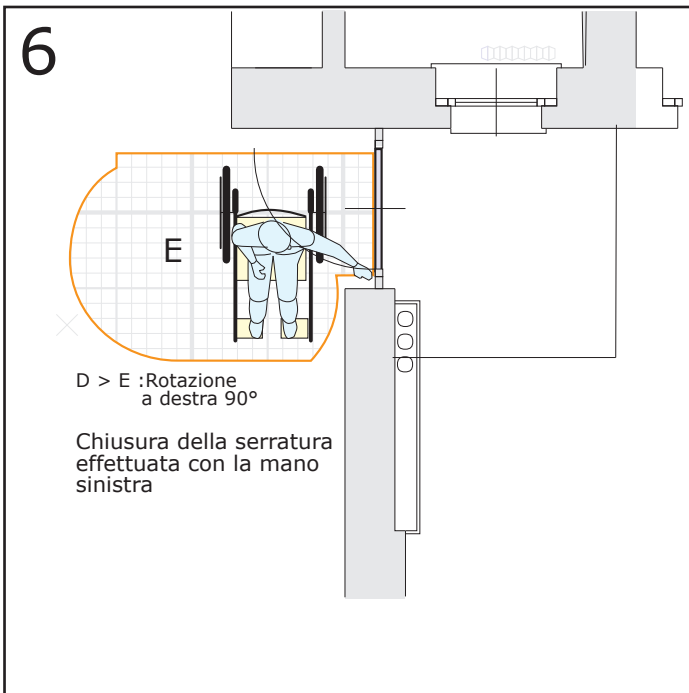 6
E
D > E :Rotazione
a destra 90°
Chiusura della serratura
effettuata con la mano
sinistra